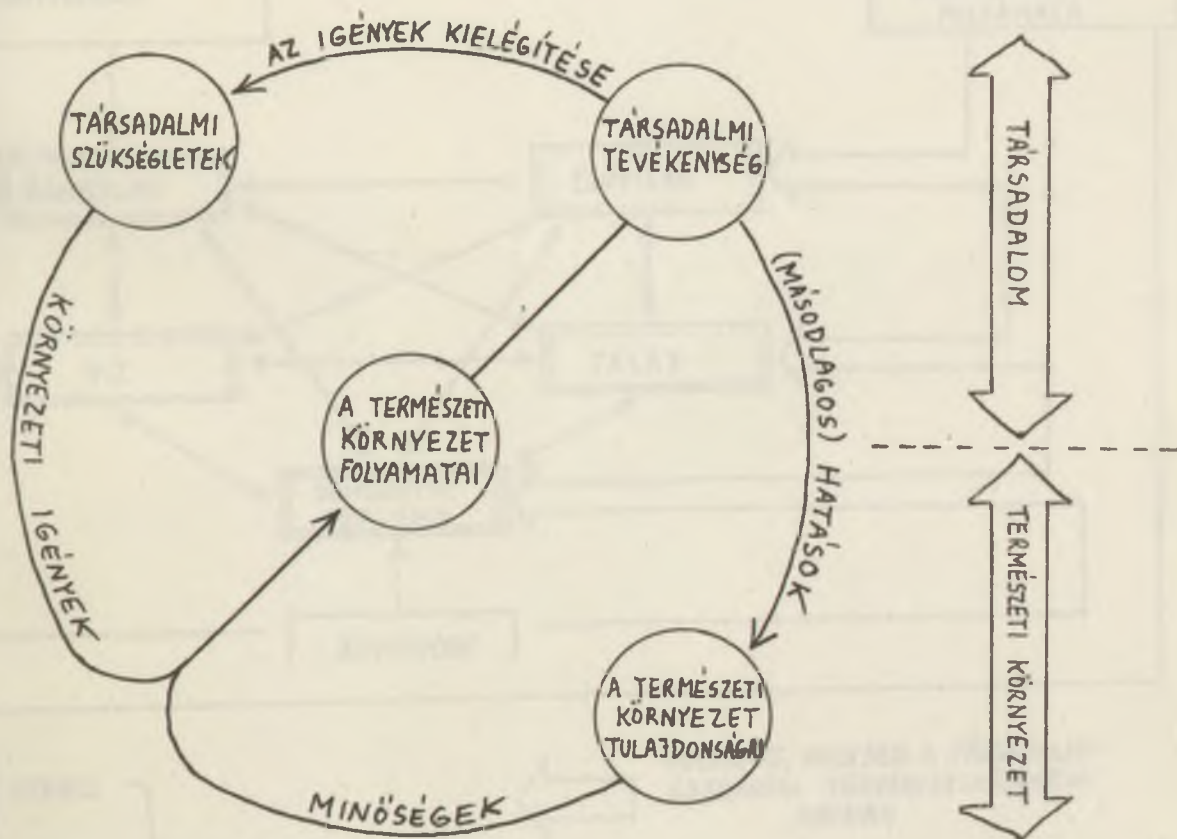 AZ IGÉNYEK KIELÉGÍTÉSE
TÁRSADALMI
SZÜKSÉGLETEK
TÁRSADALMI
TEVÉKENYSÉG
TÁRSADALOM
KÖRNYEZETI IGÉNYEK
(MÁSODLAGOS) HATÁSOK
A TERMÉSZETI
KÖRNYEZET
FOLYAMATAI
A TERMÉSZETI
KÖRNYEZET
TULAJDONSÁGAI
MINŐSÉGEK
TERMÉSZETI KÖRNYEZET